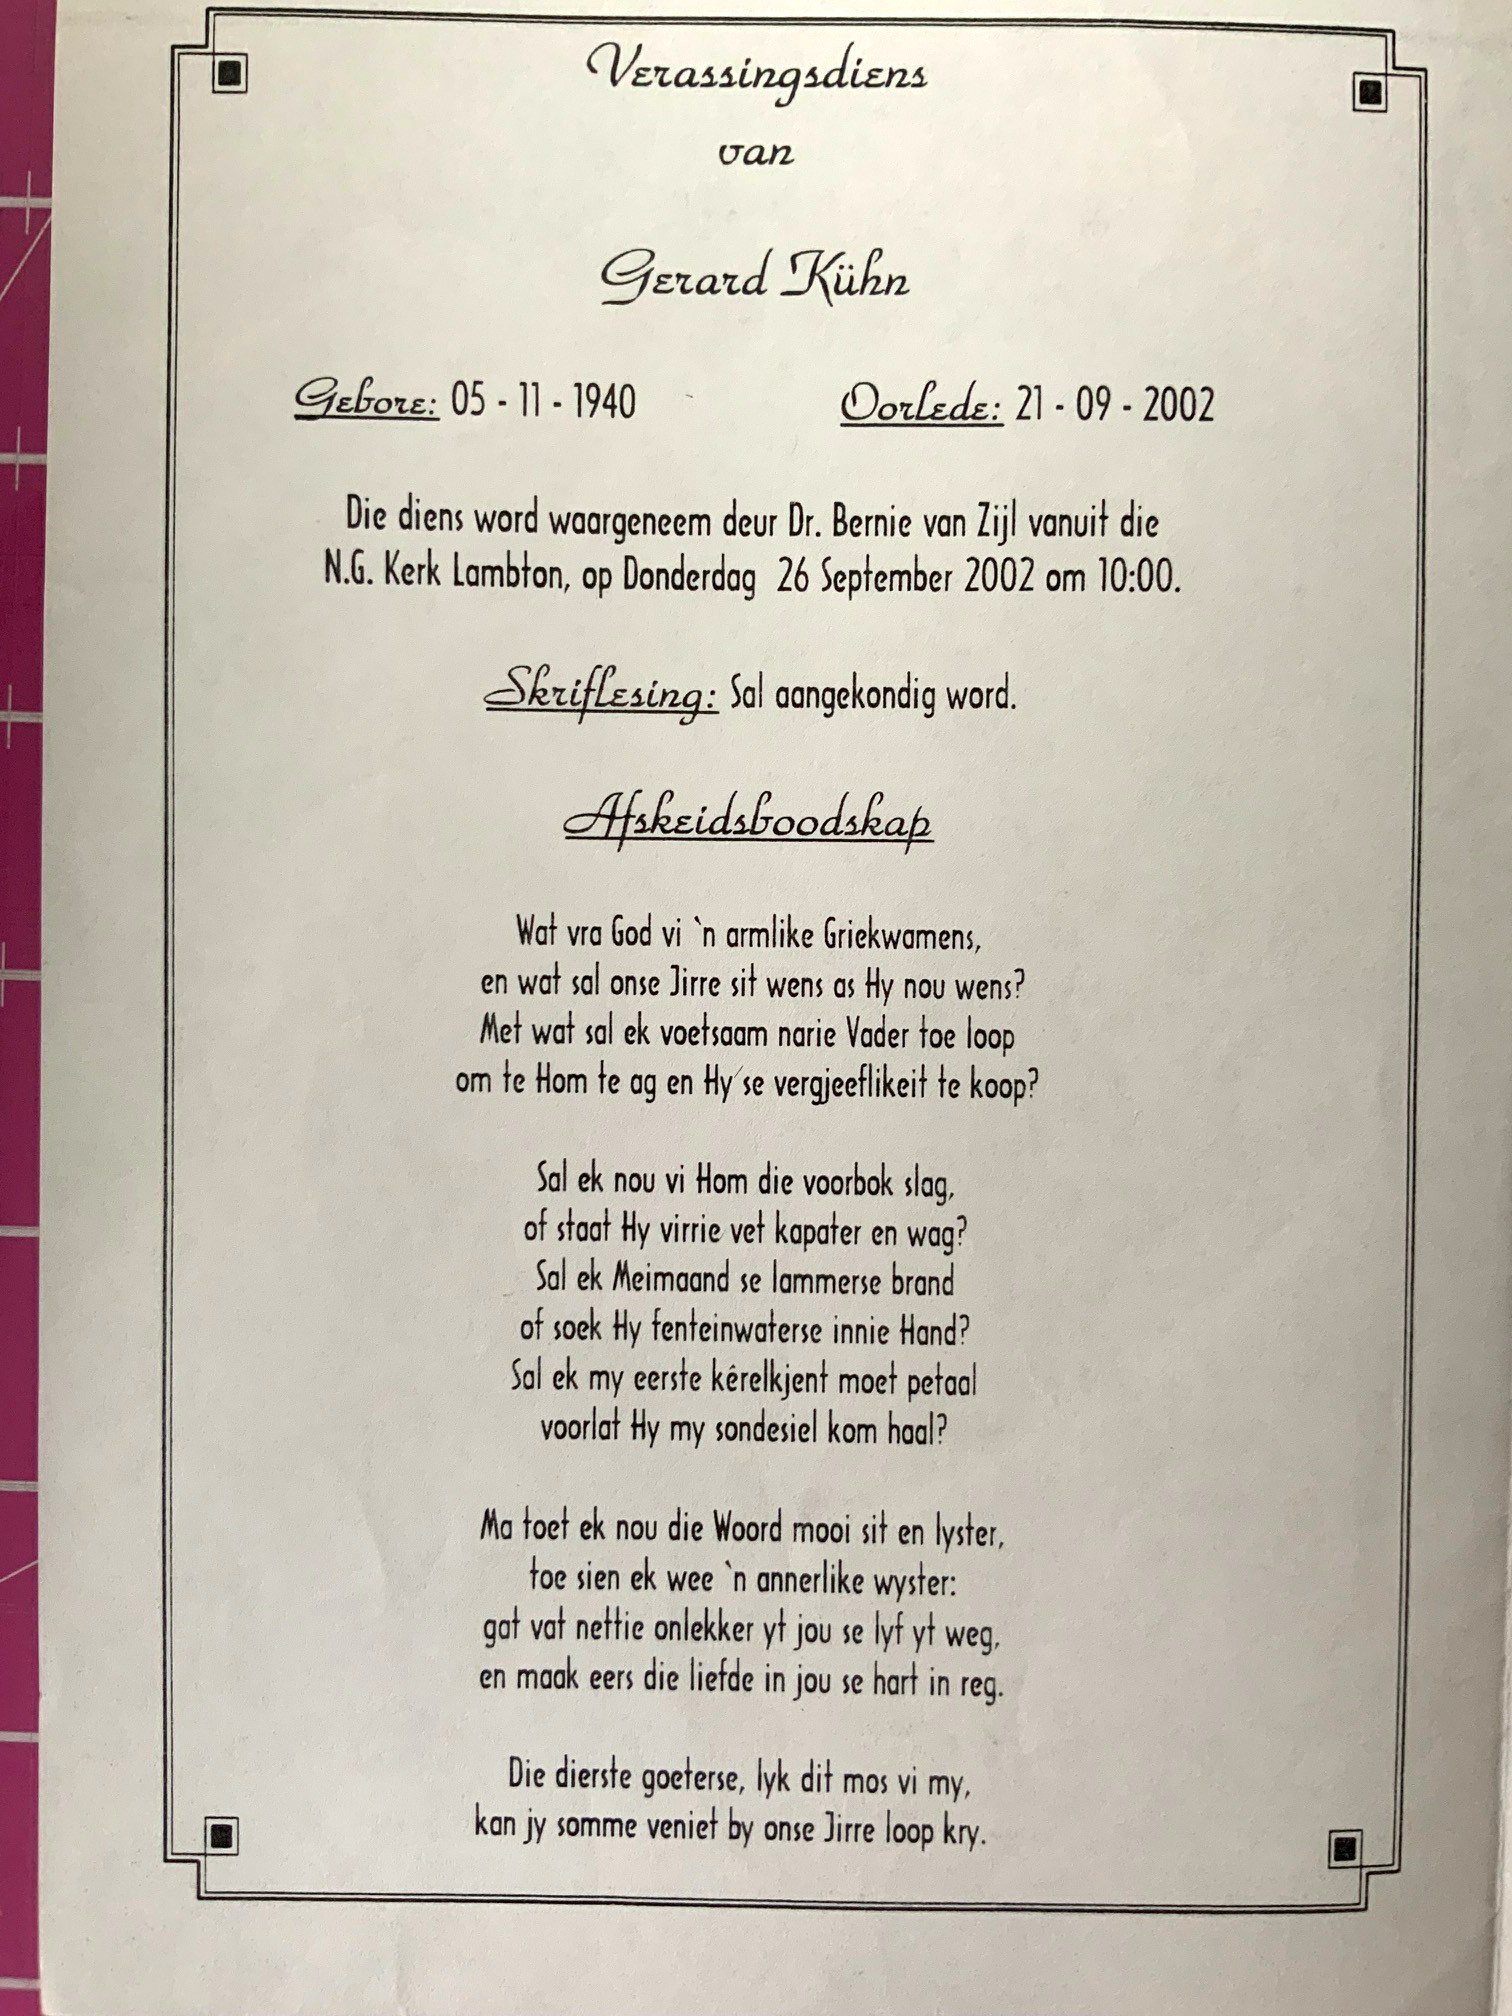 Verassingsdiens
van
Gerard Kühn
Gebore: 05 - 11 - 1940 Oorlede: 21 - 09 - 2002
Die diens word waargeneem deur Dr. Bernie van Zijl vanuit die
N.G. Kerk Lambton, op Donderdag 26 September 2002 om 10:00.
Skriflesing: Sal aangekondig word.
Afskeidsboodskap
Wat vra God vi `n armlike Griekwamens,
en wat sal onse Jirre sit wens as Hy nou wens?
Met wat sal ek voetsaam narie Vader toe loop
om te Hom te ag en Hy´se vergjeeflikeit te koop?
Sal ek nou vi Hom die voorbok slag,
of staat Hy virrie vet kapater en wag?
Sal ek Meimaand se lammerse brand
of soek Hy fenteinwaterse innie Hand?
Sal ek my eerste kêrelkjent moet petaal
voorlat Hy my sondesiel kom haal?
Ma toet ek nou die Woord mooi sit en lyster,
toe sien ek wee `n annerlike wyster:
gat vat nettie onlekker yt jou se lyf yt weg,
en maak eers die liefde in jou se hart in reg.
Die dierste goeterse, lyk dit mos vi my,
kan jy somme veniet by onse Jirre loop kry.